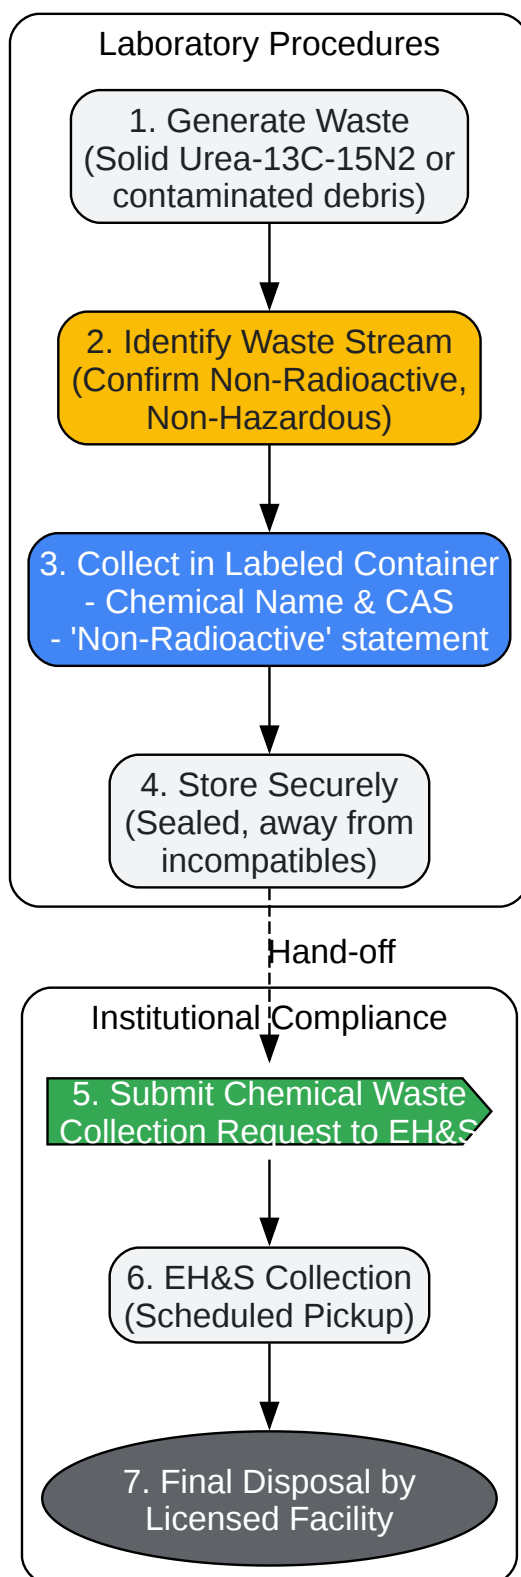 Laboratory Procedures
1. Generate Waste
(Solid Urea-13C-15N2 or
contaminated debris)
2. Identify Waste Stream
(Confirm Non-Radioactive,
Non-Hazardous)
3. Collect in Labeled Container
- Chemical Name & CAS
- 'Non-Radioactive' statement
4. Store Securely
(Sealed, away from
incompatibles)
Hand-off
Institutional Compliance
5. Submit Chemical Waste
Collection Request to EH&S
6. EH&S Collection
(Scheduled Pickup)
7. Final Disposal by
Licensed Facility